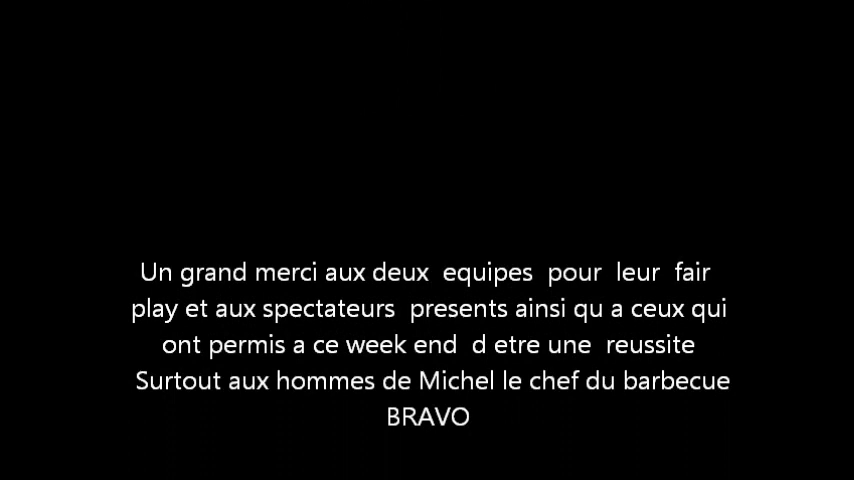 Un grand merci aux deux equipes pour leur fair
play et aux spectateurs presents ainsi qu a ceux qui
ont permis a ce week end d etre une reussite
Surtout aux hommes de Michel le chef du barbecue
BRAVO